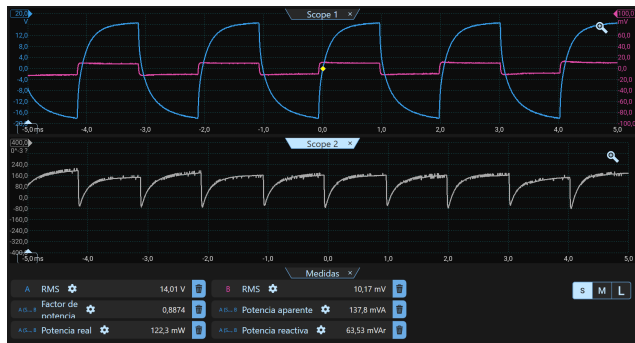 Scope 1 ×
20,0 100,0
V mV
12,0 60,0
8,0 40,0
4,0 20,0
0,0 0,0
-4,0 -20,0
-8,0 -40,0
-12,0 -60,0
-16,0 -80,0
-20,0 -100,0
-5,0 ms -4,0 -3,0 -2,0 -1,0 0,0 1,0 2,0 3,0 4,0 5,0
Scope 2 ×
400,0
240,0
160,0
80,0
0,0
-80,0
-160,0
-240,0
-320,0
-400,0
-5,0 ms -4,0 -3,0 -2,0 -1,0 0,0 1,0 2,0 3,0 4,0 5,0
Medidas ×
A RMS 14,01 V B RMS 10,17 mV S M L
Factor de potencia 0,8874 Potencia aparente 137,8 mVA
Potencia real 122,3 mW Potencia reactiva 63,53 mVAr